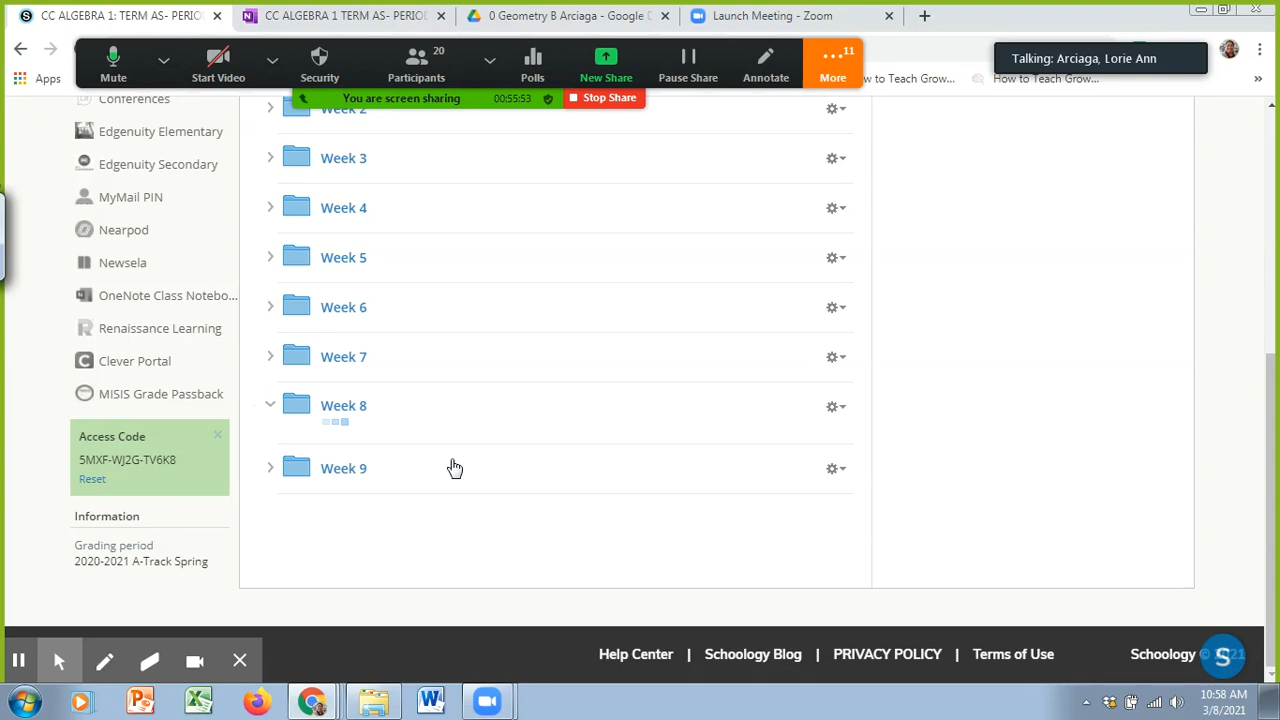 CC ALGEBRA 1: TERM AS- PERIO
CC ALGEBRA 1 TERM AS- PERIOD
0 Geometry B Arciaga - Google D
Launch Meeting - Zoom
Apps
Mute
Start Video
Security
20
Participants
Polls
New Share
Pause Share
Annotate
11
More
Talking: Arciaga, Lorie Ann
ow to Teach Grow...
How to Teach Grow...
You are screen sharing
00:55:53
Stop Share
Conferences
Edgenuity Elementary
Edgenuity Secondary
MyMail PIN
Nearpod
Newsela
OneNote Class Notebo...
Renaissance Learning
Clever Portal
MISIS Grade Passback
Access Code
5MXF-WJ2G-TV6K8
Reset
Information
Grading period
2020-2021 A-Track Spring
Week 2
Week 3
Week 4
Week 5
Week 6
Week 7
Week 8
Week 9
Help Center | Schoology Blog | PRIVACY POLICY | Terms of Use
Schoology © 2021
10:58 AM
3/8/2021